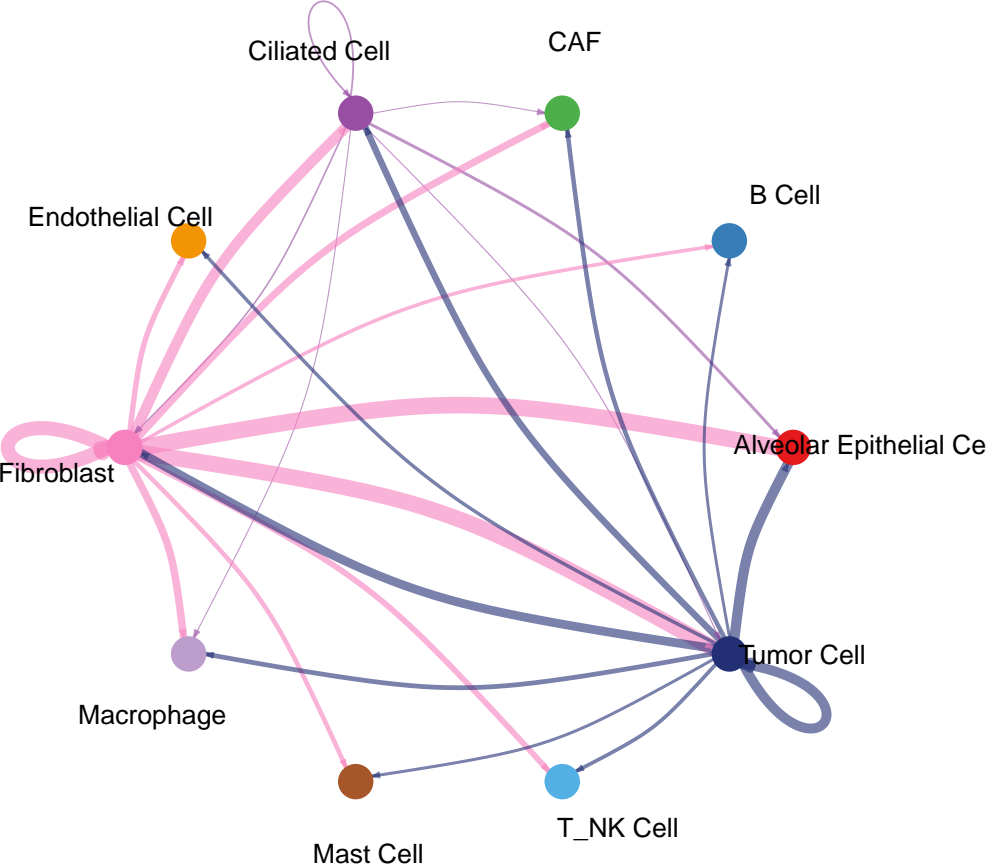 CAF
Ciliated Cell
B Cell
Endothelial Cell
Alveolar Epithelial Ce
Fibroblast
Tumor Cell
Macrophage
T_NK Cell
Mast Cell